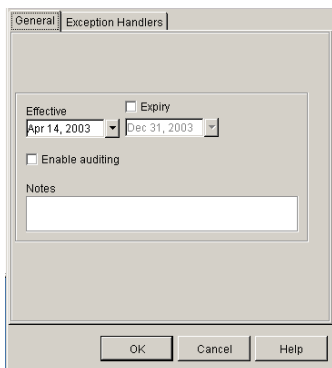 General Exception Handlers
Effective Expiry
Apr 14, 2003 Dec 31, 2003
Enable auditing
Notes
OK Cancel Help